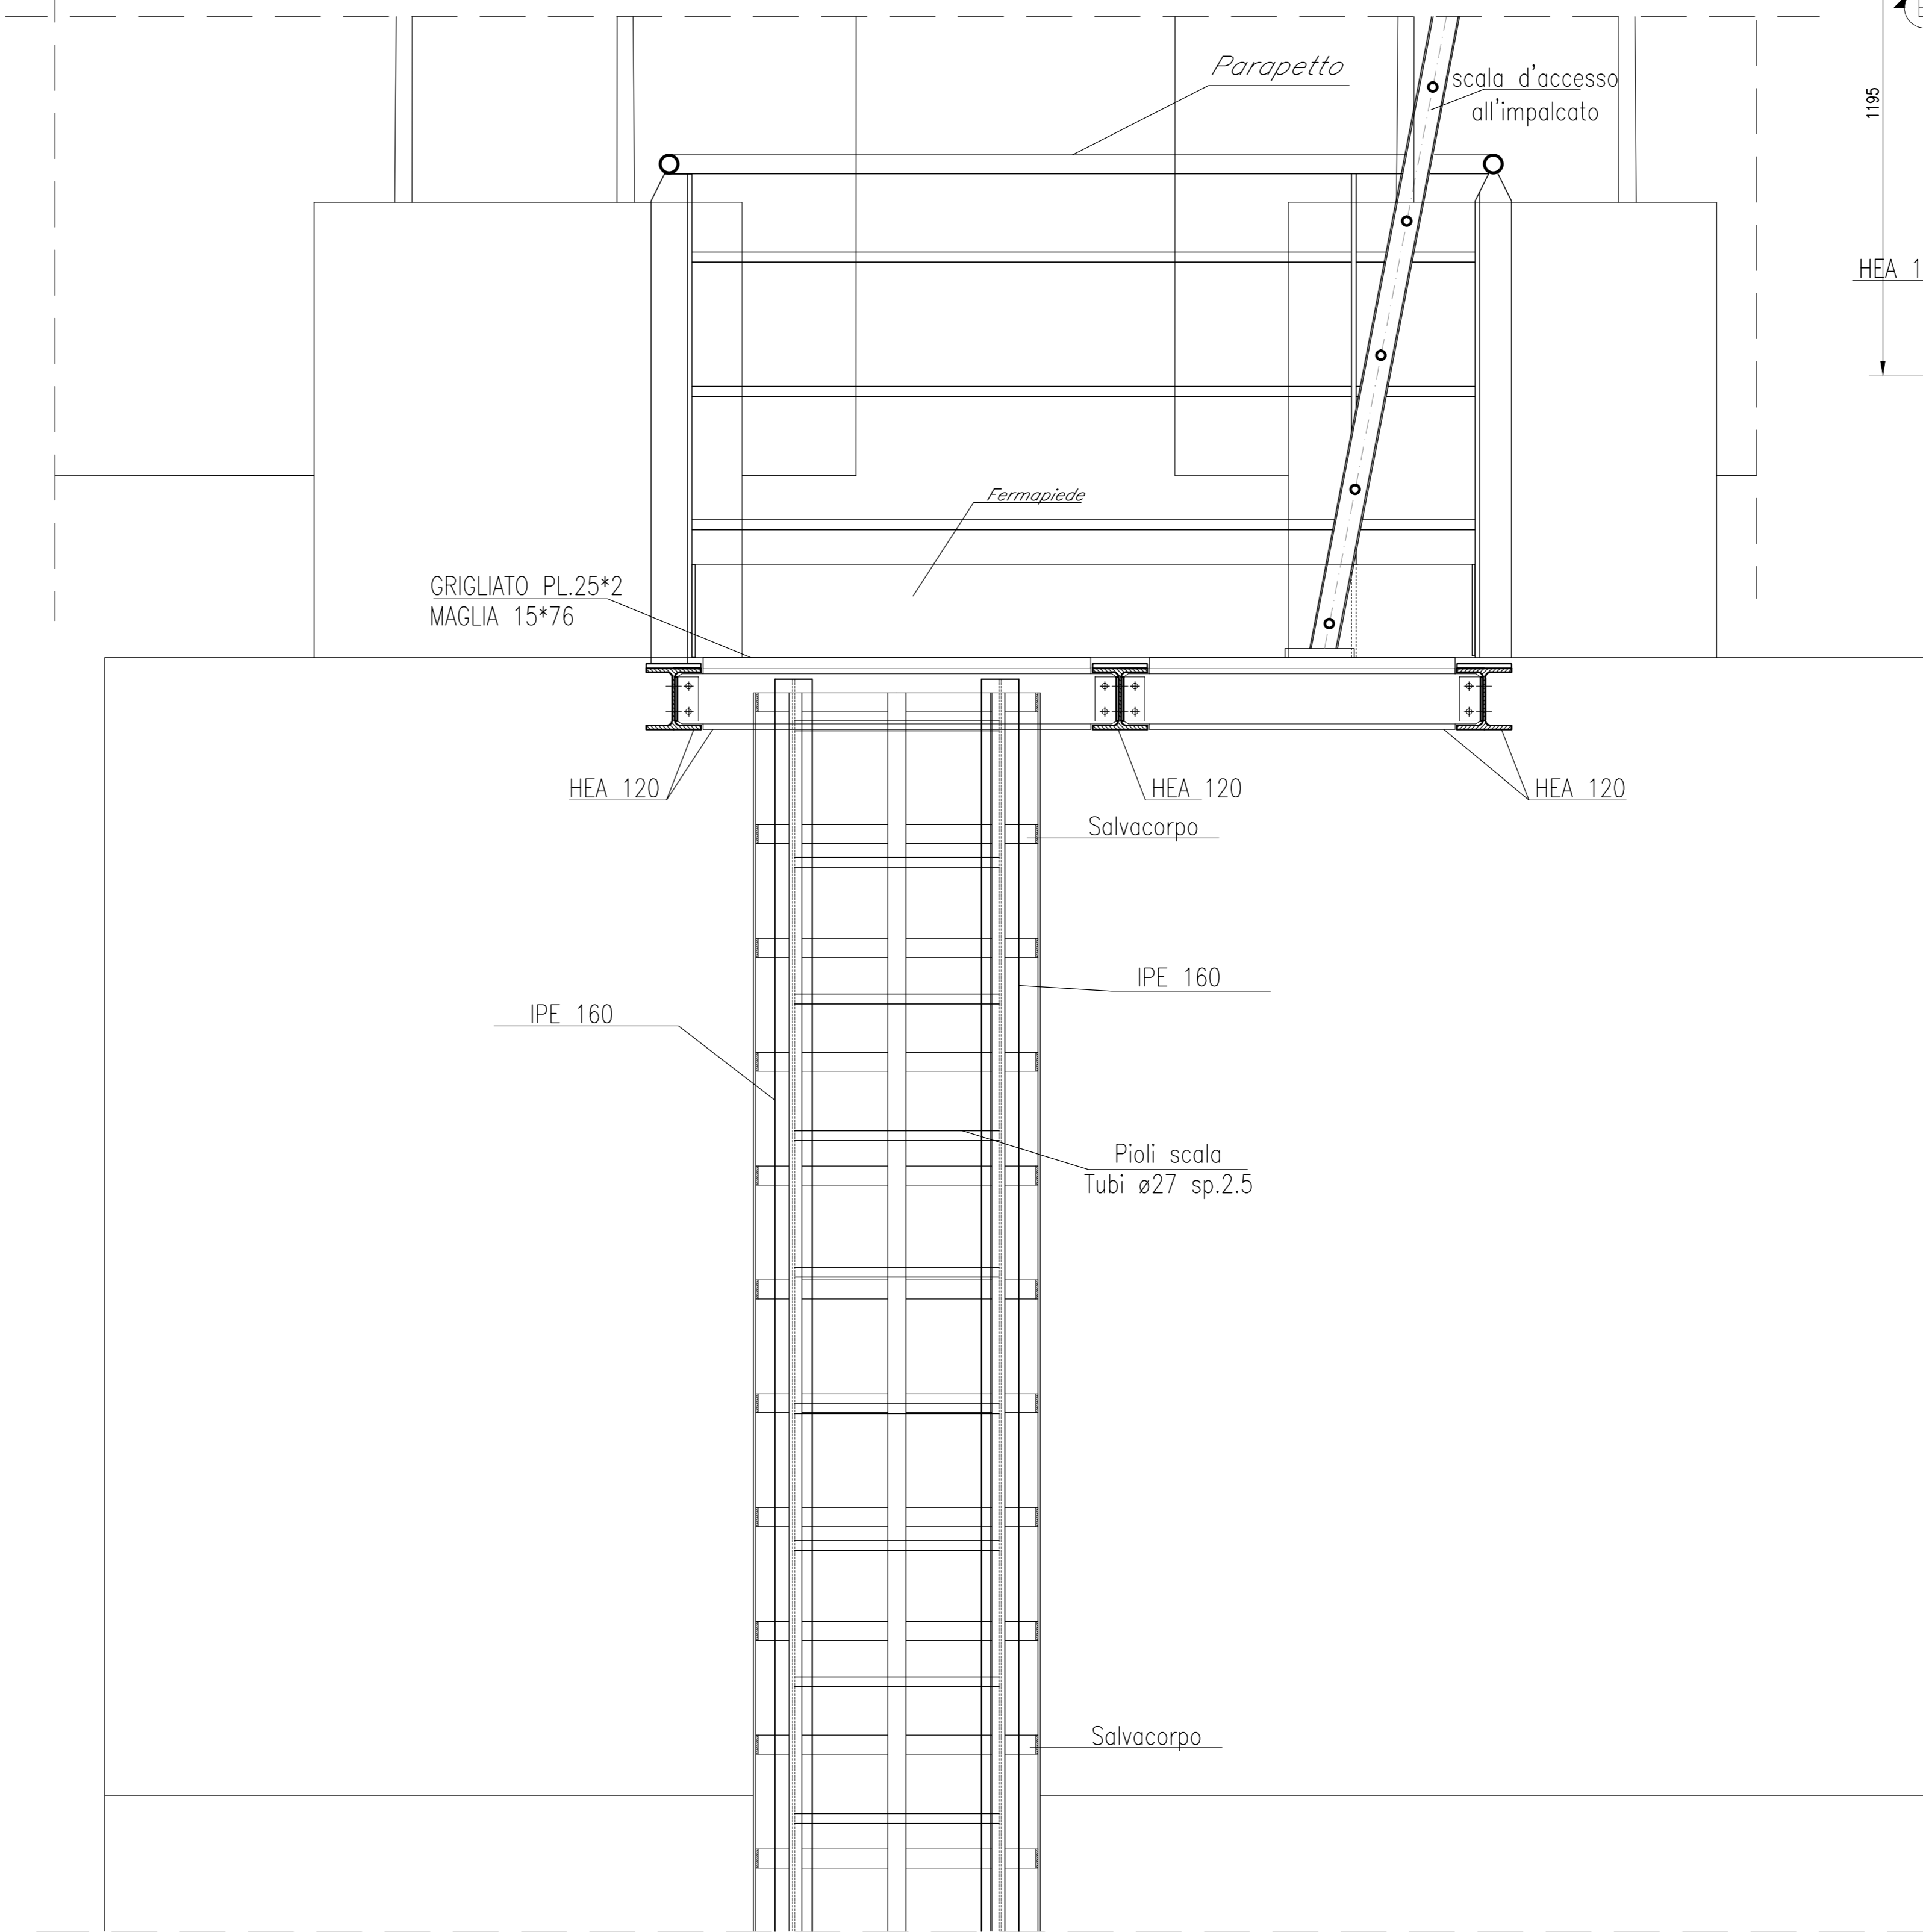 Parapetto
scala d'accesso
all'impalcato
1195
Fermapiede
GRIGLIATO PL.25*2
MAGLIA 15*76
HEA 120
HEA 120
HEA 120
Salvacorpo
IPE 160
IPE 160
Pioli scala
Tubi ø27 sp.2.5
Salvacorpo
HEA